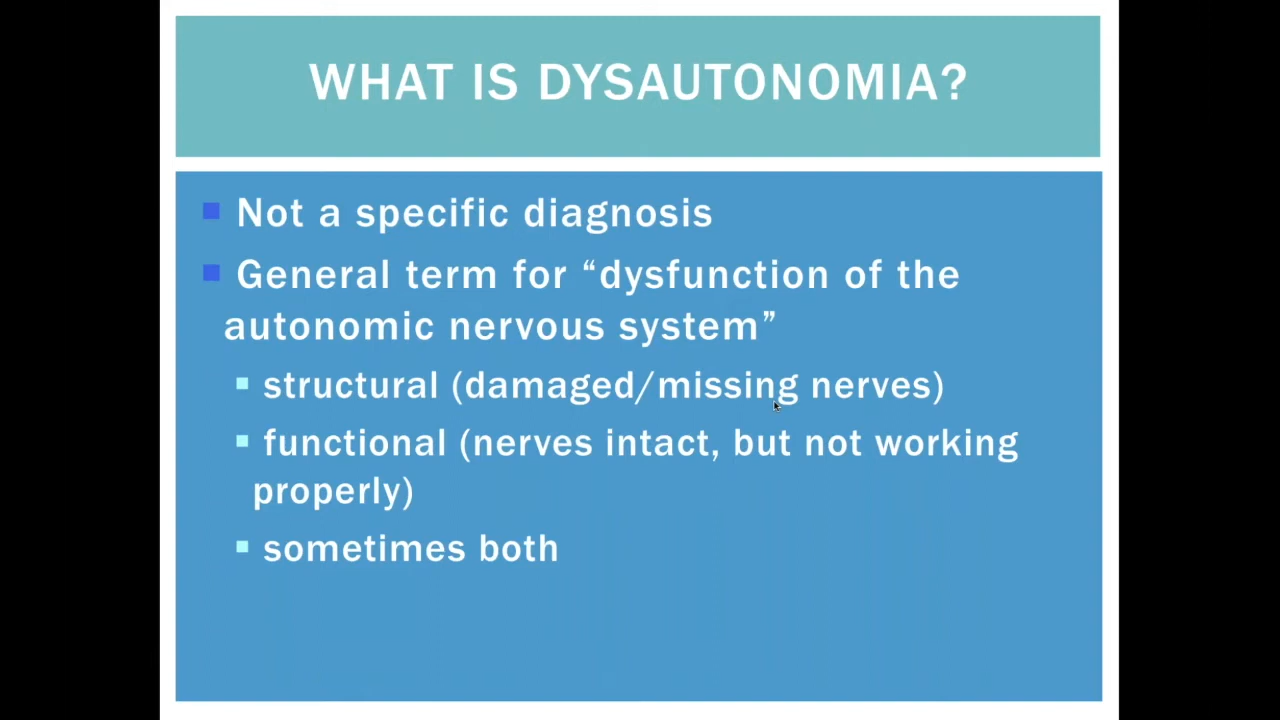 WHAT IS DYSAUTONOMIA?
Not a specific diagnosis
General term for “dysfunction of the
autonomic nervous system”
structural (damaged/missing nerves)
functional (nerves intact, but not working
properly)
sometimes both